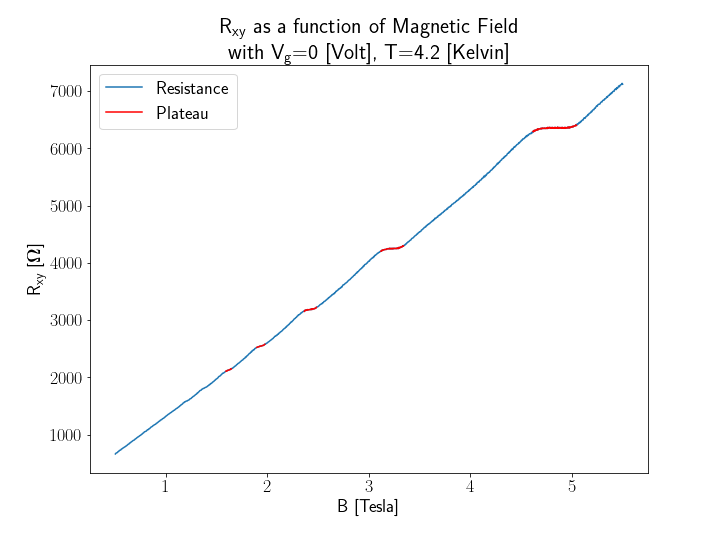 Rxy as a function of Magnetic Field
with Vg=0 [Volt], T=4.2 [Kelvin]
Resistance
Plateau
7000
6000
5000
4000
3000
2000
1000
Rxy [Ω]
1 2 3 4 5
B [Tesla]